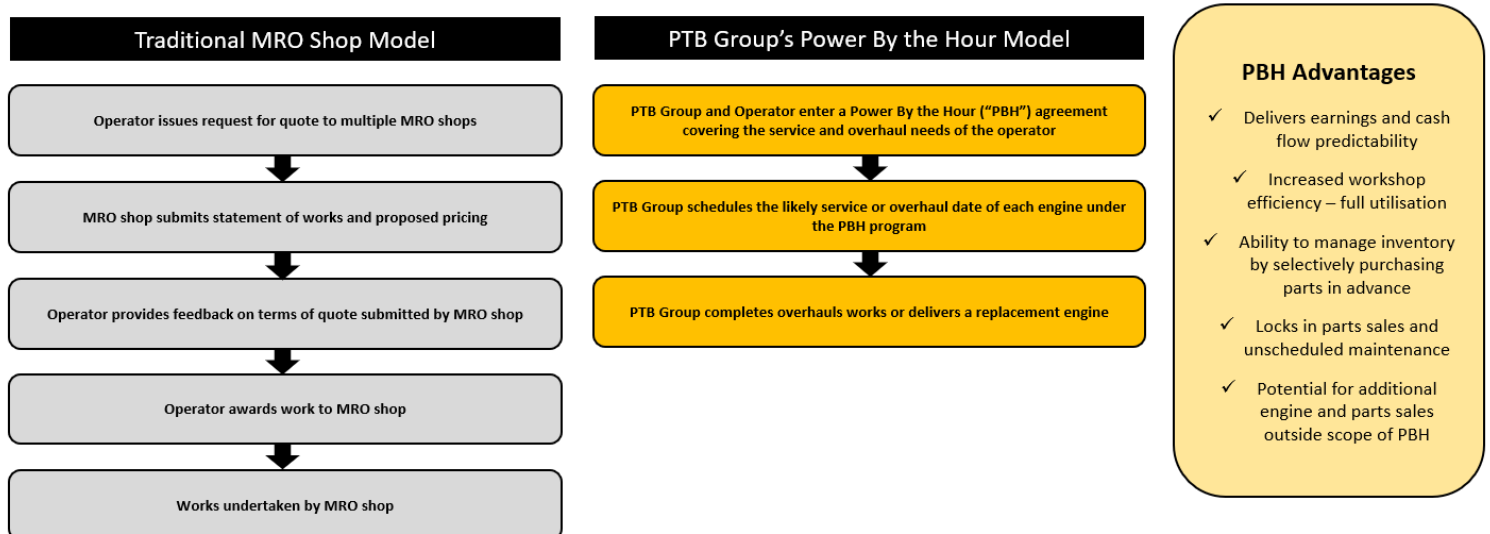 Traditional MRO Shop Model
Operator issues request for quote to multiple MRO shops
MRO shop submits statement of works and proposed pricing
Operator provides feedback on terms of quote submitted by MRO shop
Operator awards work to MRO shop
Works undertaken by MRO shop
PTB Group's Power By the Hour Model
PTB Group and Operator enter a Power By the Hour (“PBH”) agreement
covering the service and overhaul needs of the operator
PTB Group schedules the likely service or overhaul date of each engine under
the PBH program
PTB Group completes overhauls works or delivers a replacement engine
PBH Advantages
✓ Delivers earnings and cash
flow predictability
✓ Increased workshop
efficiency – full utilisation
✓ Ability to manage inventory
by selectively purchasing
parts in advance
✓ Locks in parts sales and
unscheduled maintenance
✓ Potential for additional
engine and parts sales
outside scope of PBH